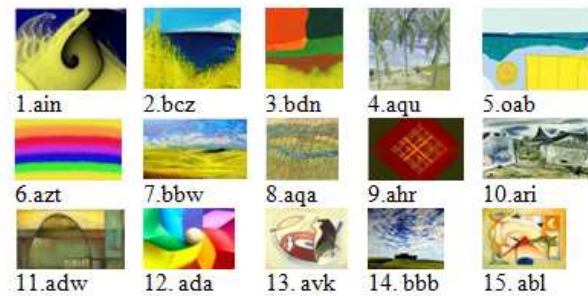 1.ain 2.bcz 3.bdn 4.aqu 5.oab
6.azt 7.bbw 8.aqa 9.ahr 10.ari
11.adw 12. ada 13. avk 14. bbb 15. abl